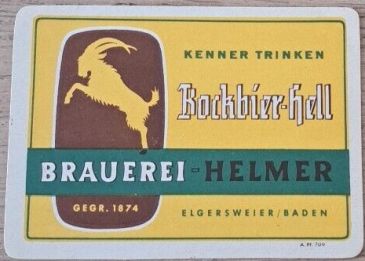 KENNER TRINKEN
Bockbier-Hell
BRAUEREI-HELMER
GEGR. 1874
ELGERSWEIER/BADEN